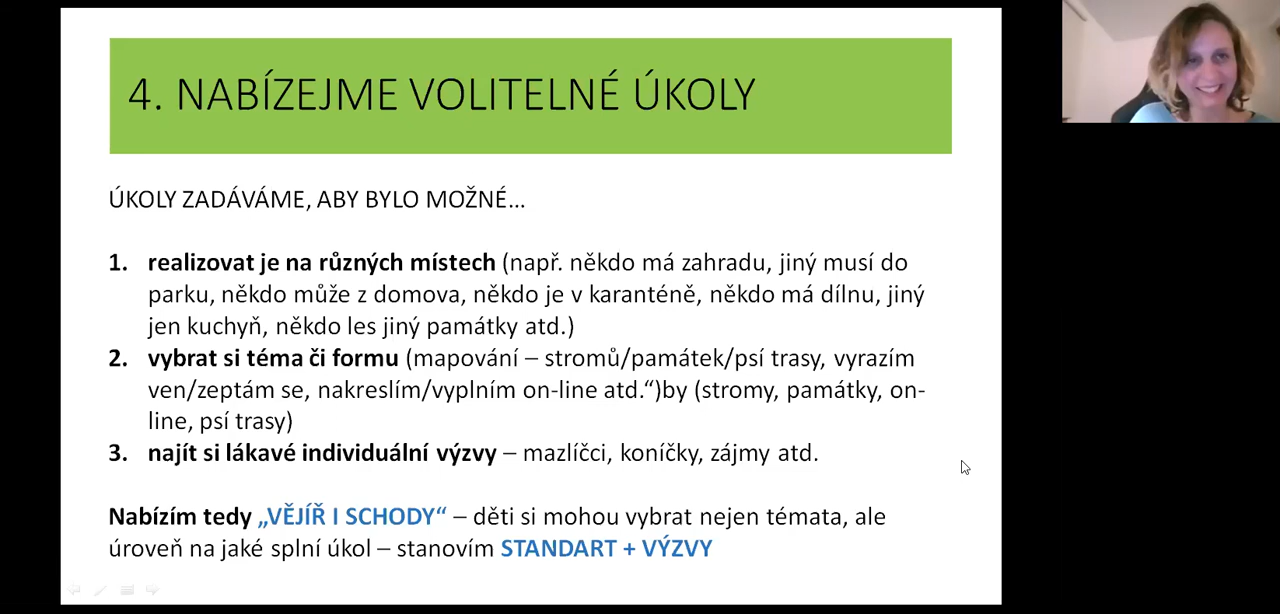 4. NABÍZEJME VOLITELNÉ ÚKOLY
ÚKOLY ZADÁVÁME, ABY BYLO MOŽNÉ...
1. realizovat je na různých místech (např. někdo má zahradu, jiný musí do
parku, někdo může z domova, někdo je v karanténě, někdo má dílnu, jiný
jen kuchyň, někdo les jiný památky atd.)
2. vybrat si téma či formu (mapování – stromů/památek/psí trasy, vyrazím
ven/zeptám se, nakreslím/vyplním on-line atd.“)by (stromy, památky, on-
line, psí trasy)
3. najít si lákavé individuální výzvy – mazlíčci, koníčky, zájmy atd.
Nabízím tedy „VĚJÍŘ I SCHODY“ – děti si mohou vybrat nejen témata, ale
úroveň na jaké splní úkol – stanovím STANDART + VÝZVY